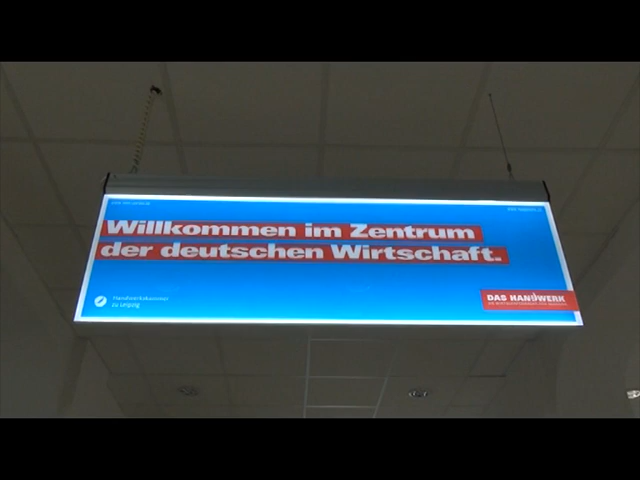 Willkommen im Zentrum
der deutschen Wirtschaft.
Handwerkskammer
zu Leipzig
DAS HANDWERK